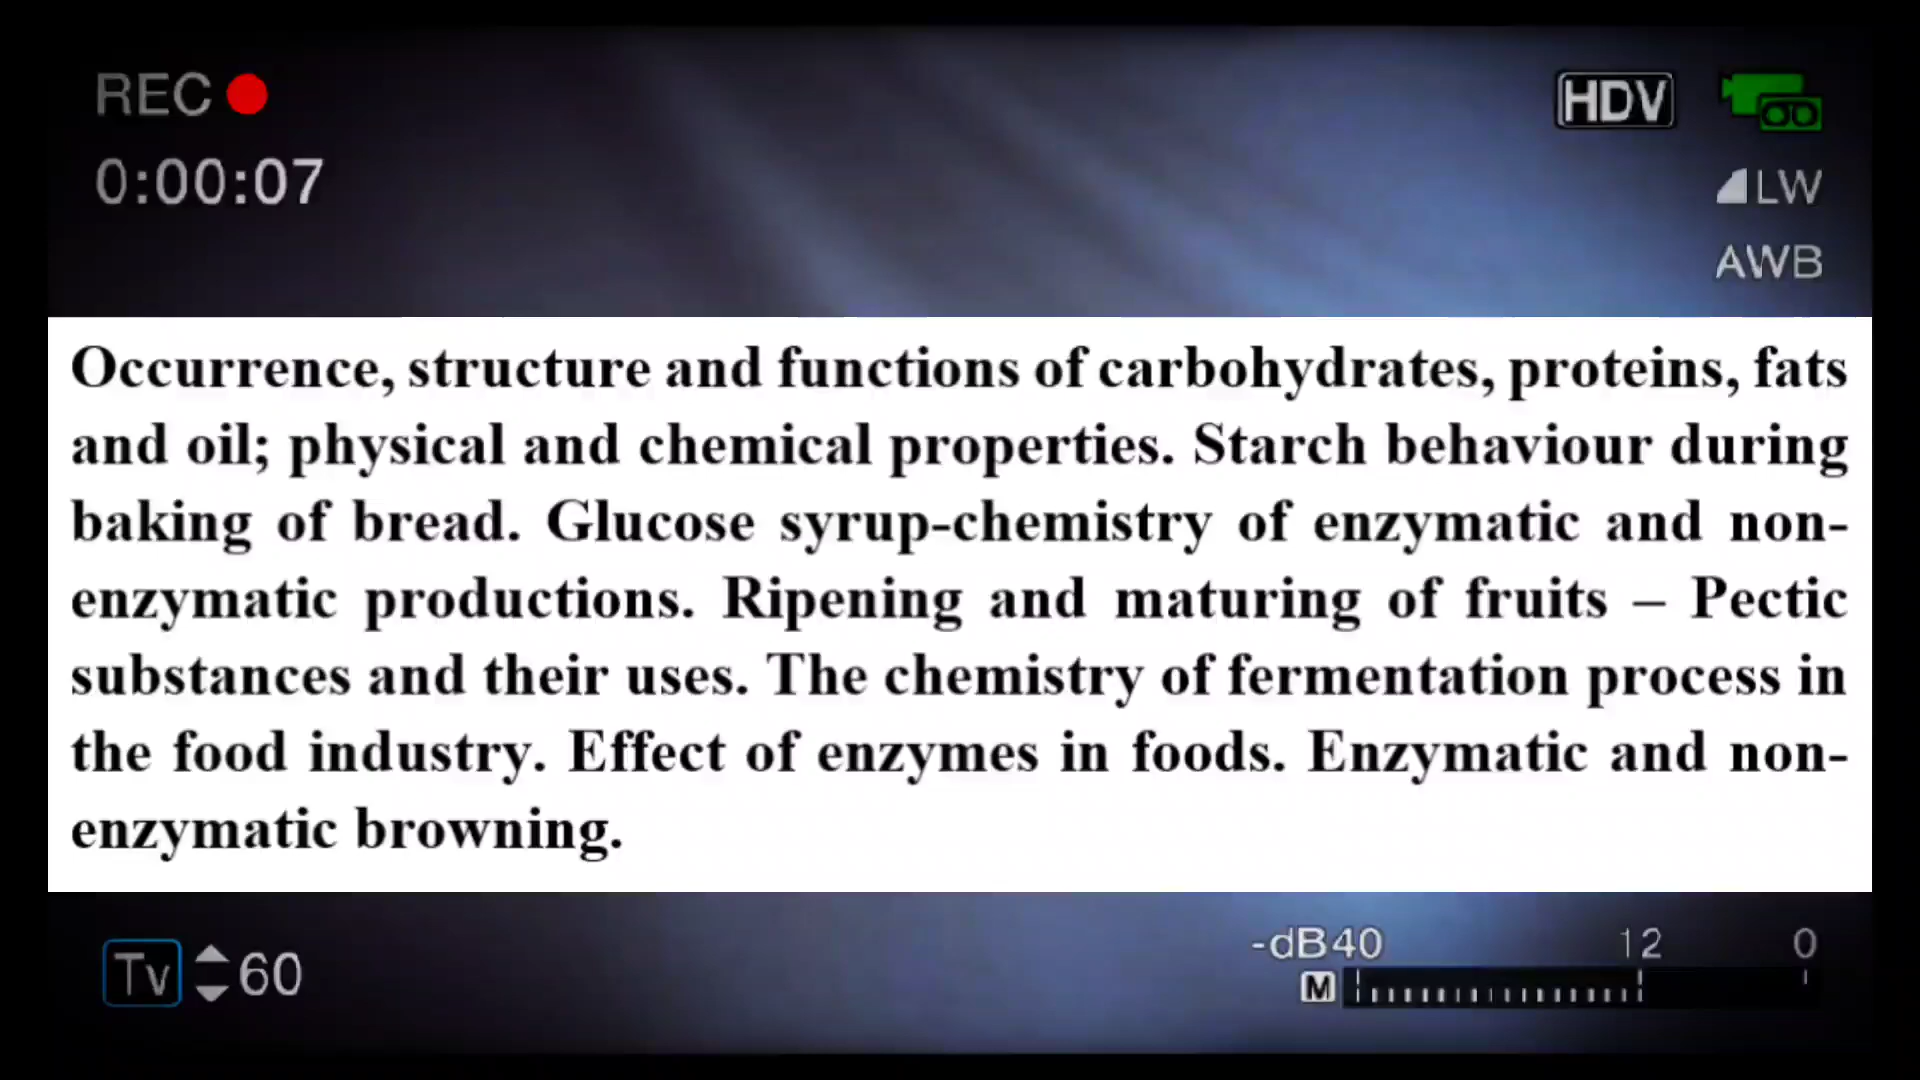 REC
HDV
0:00:07
LW
AWB
Occurrence, structure and functions of carbohydrates, proteins, fats
and oil; physical and chemical properties. Starch behaviour during
baking of bread. Glucose syrup-chemistry of enzymatic and non-
enzymatic productions. Ripening and maturing of fruits – Pectic
substances and their uses. The chemistry of fermentation process in
the food industry. Effect of enzymes in foods. Enzymatic and non-
enzymatic browning.
-dB40 12 0
Tv 60
M